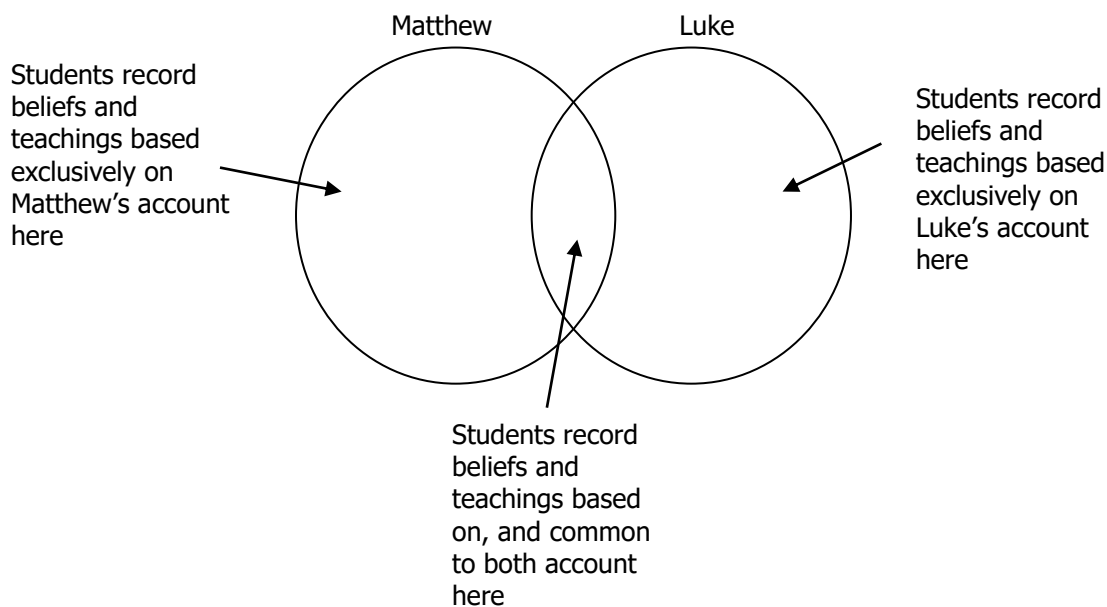 Matthew
Luke
Students record
beliefs and
teachings based
exclusively on
Matthew’s account
here
Students record
beliefs and
teachings based
exclusively on
Luke’s account
here
Students record
beliefs and
teachings based
on, and common
to both account
here